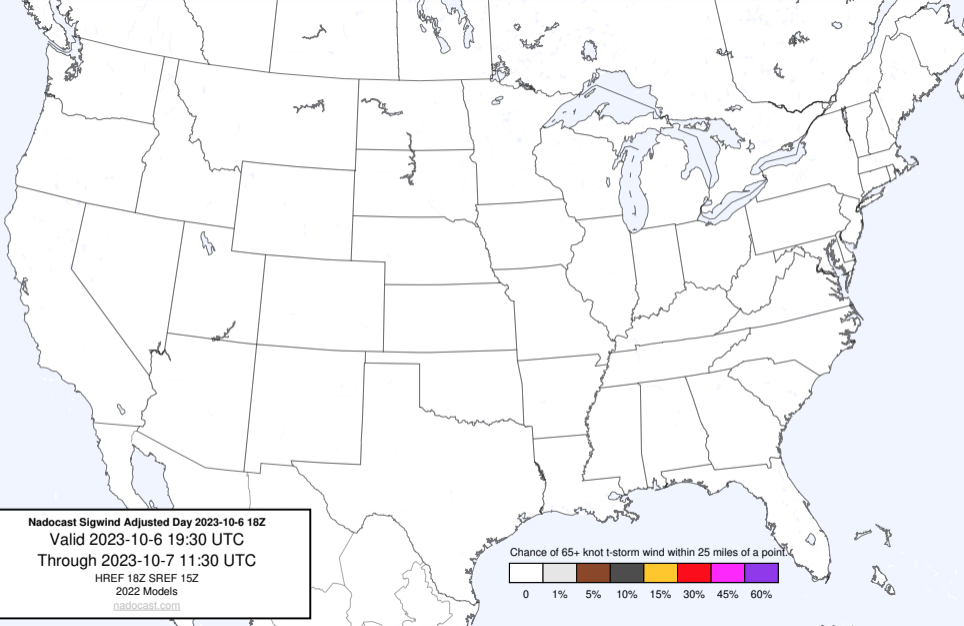 Nadocast Sigwind Adjusted Day 2023-10-6 18Z
Valid 2023-10-6 19:30 UTC
Through 2023-10-7 11:30 UTC
HREF 18Z SREF 15Z
2022 Models
nadocast.com
Chance of 65+ knot t-storm wind within 25 miles of a point.
0 1% 5% 10% 15% 30% 45% 60%